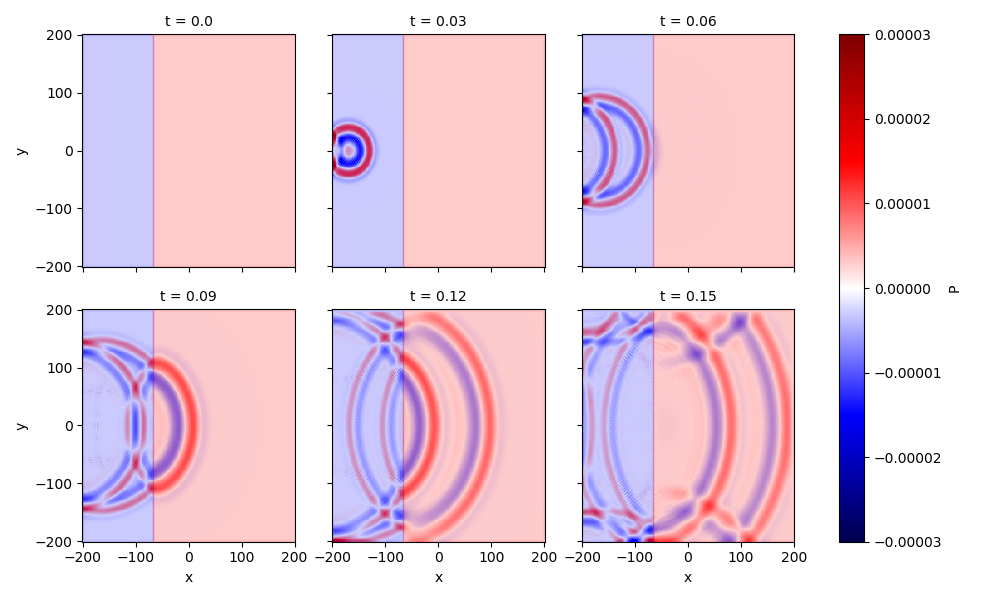 t = 0.0 t = 0.03 t = 0.06
200
100
0
−100
−200
y
t = 0.09 t = 0.12 t = 0.15
200
100
0
−100
−200
y
−200 −100 0 100 200 −200 −100 0 100 200 −200 −100 0 100 200
x x x
0.00003
0.00002
0.00001
0.00000
−0.00001
−0.00002
−0.00003
P